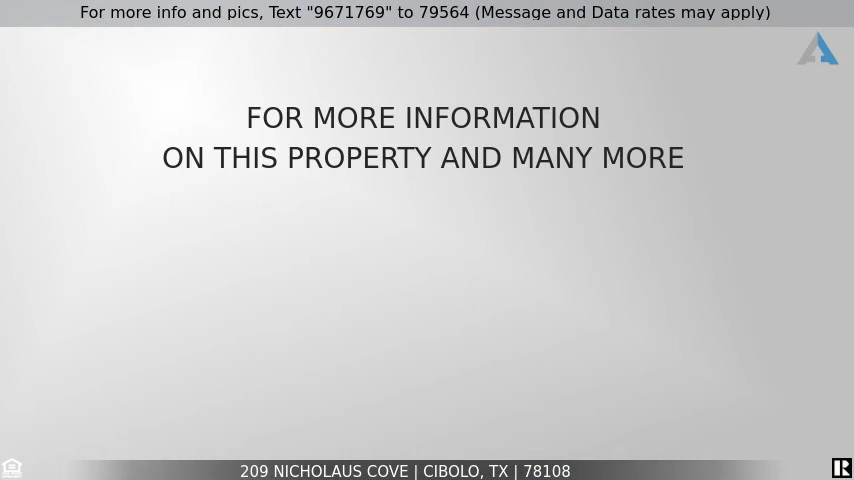 For more info and pics, Text "9671769" to 79564 (Message and Data rates may apply)
FOR MORE INFORMATION
ON THIS PROPERTY AND MANY MORE
209 NICHOLAUS COVE | CIBOLO, TX | 78108